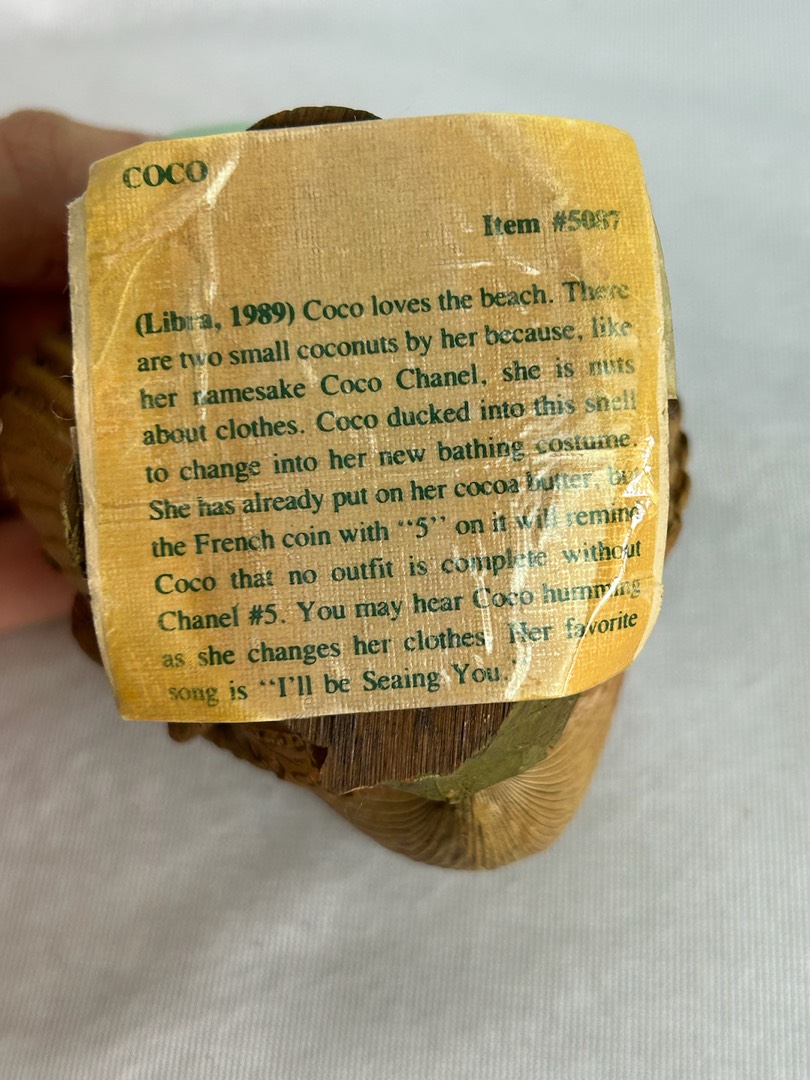 COCO
Item #5087
(Libra, 1989) Coco loves the beach. There
are two small coconuts by her because, like
her namesake Coco Chanel, she is nuts
about clothes. Coco ducked into this shell
to change into her new bathing costume.
She has already put on her cocoa butter, but
the French coin with “5” on it will remind
Coco that no outfit is complete without
Chanel #5. You may hear Coco humming
as she changes her clothes. Her favorite
song is “I’ll be Seaing You.”